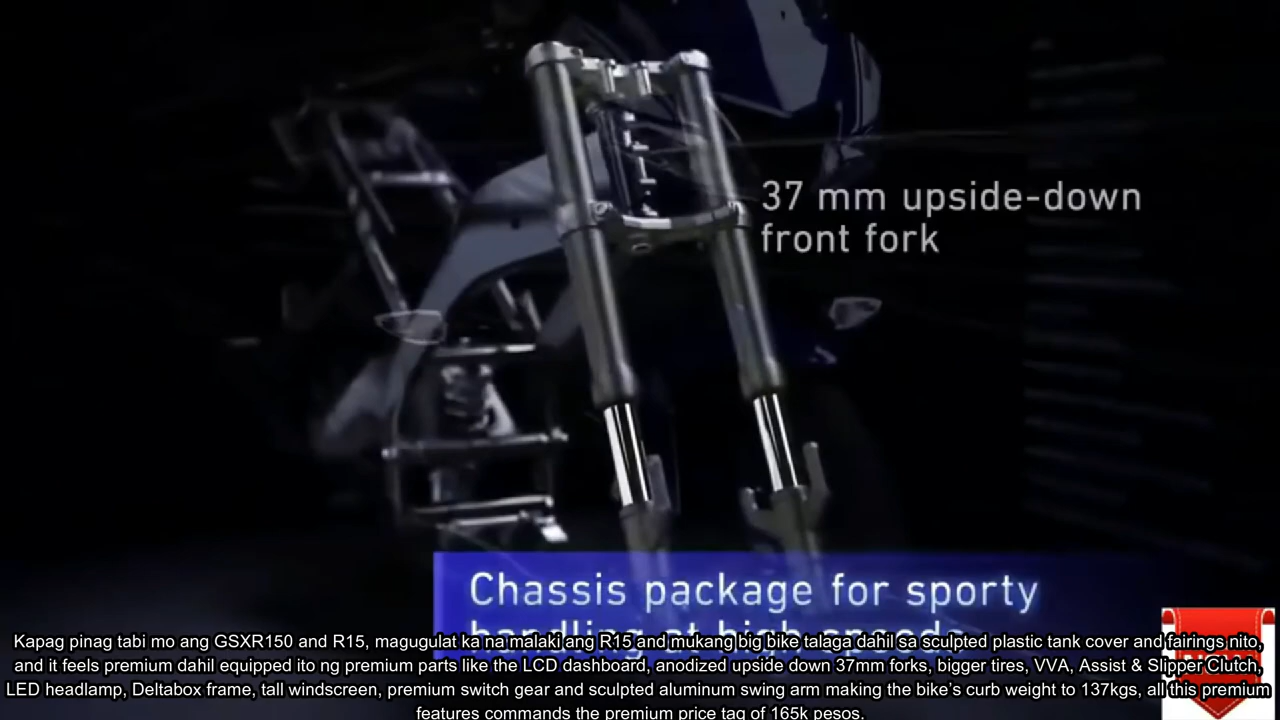 37 mm upside-down
front fork
Chassis package for sporty
handling at high speeds
Kapag pinag tabi mo ang GSXR150 and R15, magugulat ka na malaki ang R15 and mukang big bike talaga dahil sa sculpted plastic tank cover and fairings nito,
and it feels premium dahil equipped ito ng premium parts like the LCD dashboard, anodized upside down 37mm forks, bigger tires, VVA, Assist & Slipper Clutch,
LED headlamp, Deltabox frame, tall windscreen, premium switch gear and sculpted aluminum swing arm making the bike's curb weight to 137kgs, all this premium
features commands the premium price tag of 165k pesos.